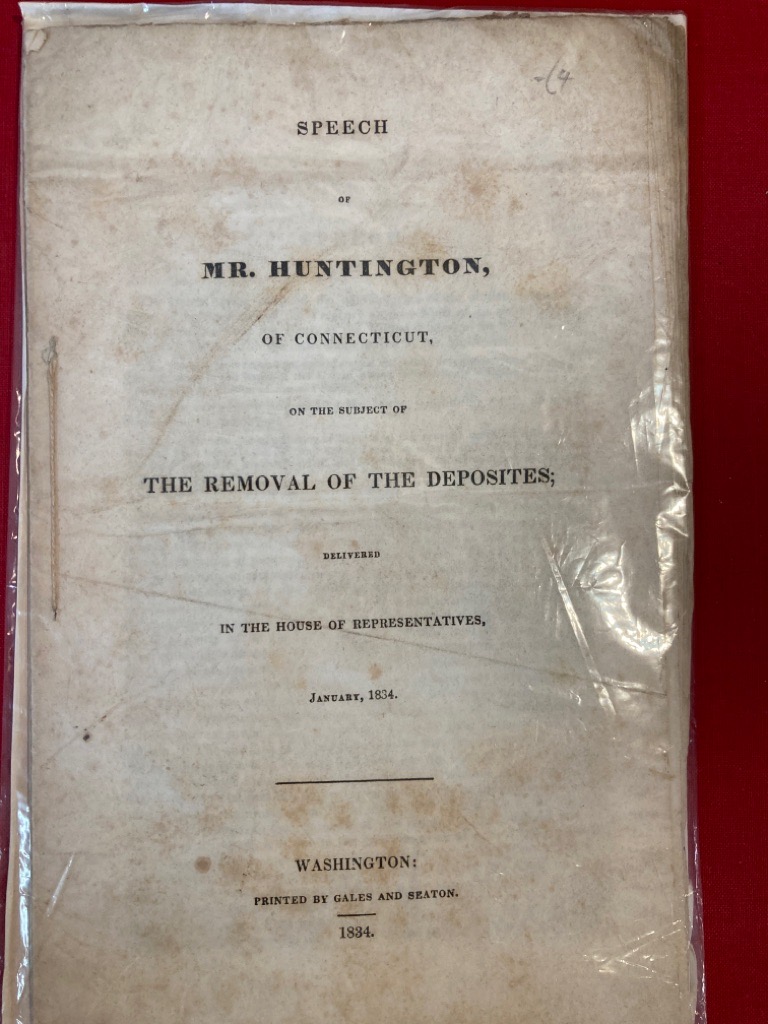 SPEECH
OF
MR. HUNTINGTON,
OF CONNECTICUT,
ON THE SUBJECT OF
THE REMOVAL OF THE DEPOSITES;
DELIVERED
IN THE HOUSE OF REPRESENTATIVES,
JANUARY, 1834.
WASHINGTON:
PRINTED BY GALES AND SEATON.
1834.